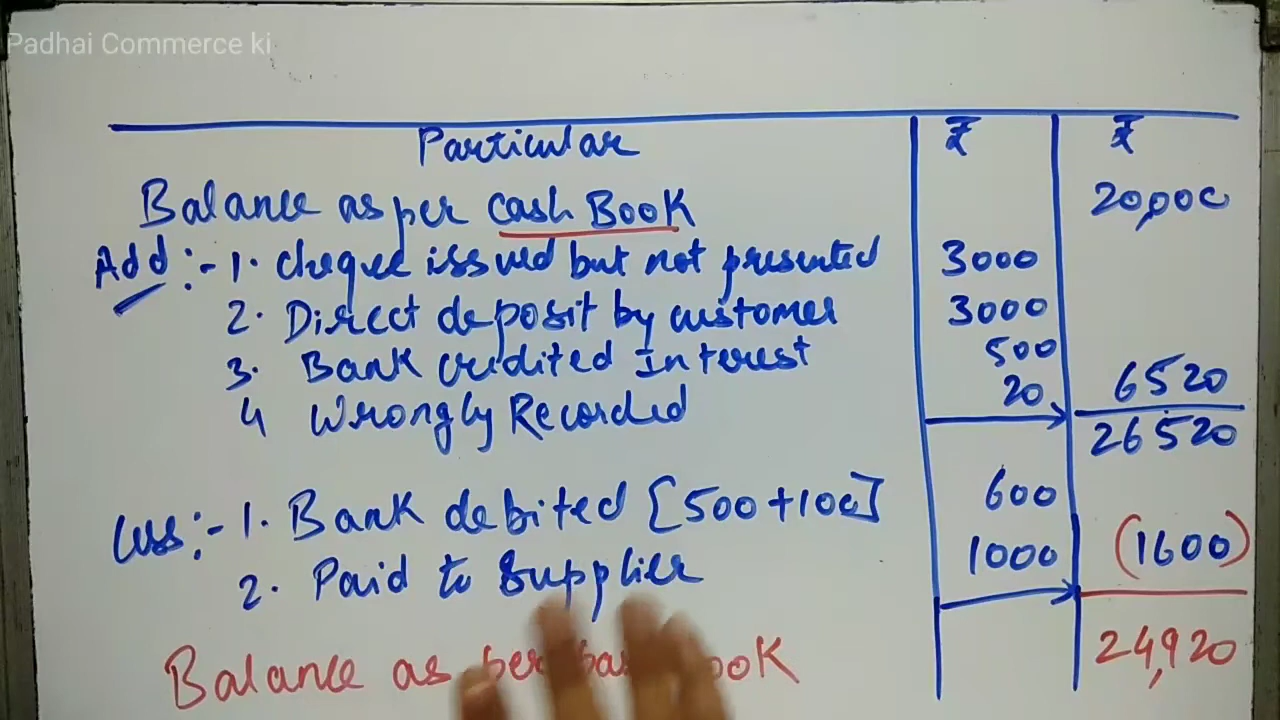 Padhai Commerce ki
Particular ₹ ₹
Balance as per cash Book 20,000
Add :- 1. cheque issued but not presented 3000
2. Direct deposit by customer 3000
3. Bank credited Interest 500
4 Wrongly Recorded 20 6520
26520
Less :- 1. Bank debited [500+100] 600
2. Paid to Supplier 1000 (1600)
Balance as per 24,920